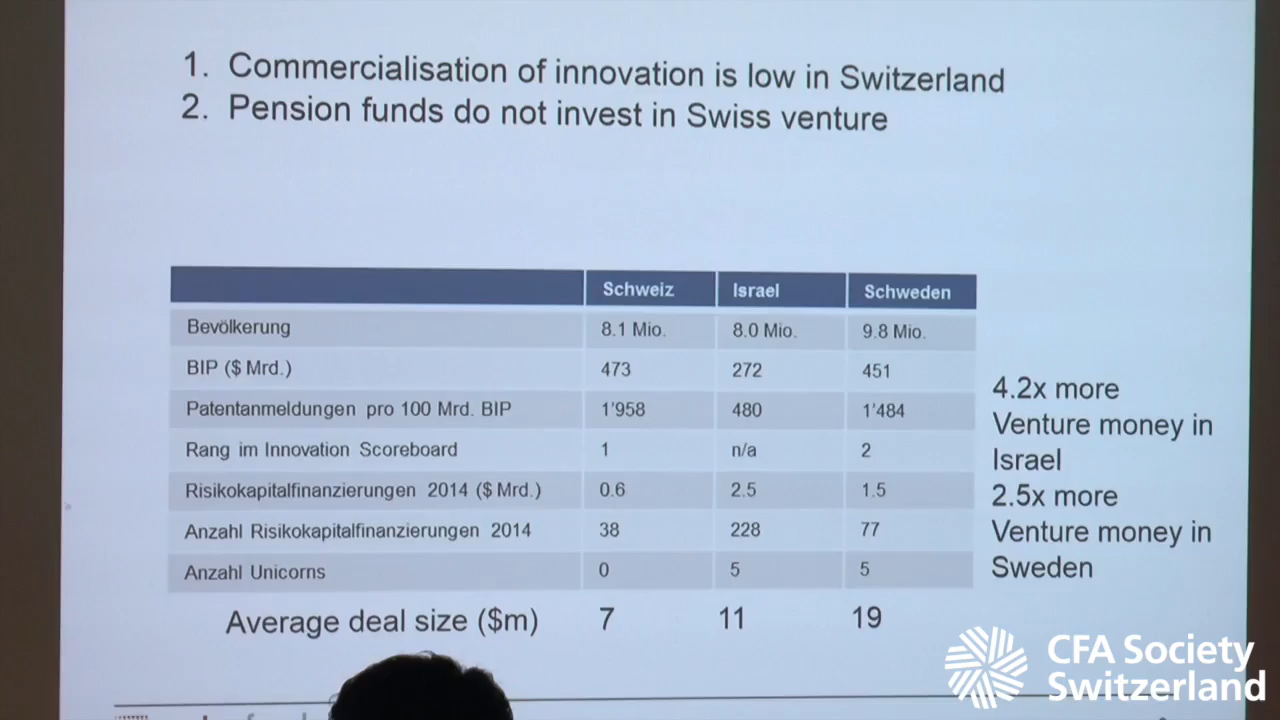 1. Commercialisation of innovation is low in Switzerland
2. Pension funds do not invest in Swiss venture
Schweiz Israel Schweden
Bevölkerung 8.1 Mio. 8.0 Mio. 9.8 Mio.
BIP ($ Mrd.) 473 272 451
Patentanmeldungen pro 100 Mrd. BIP 1'958 480 1'484
Rang im Innovation Scoreboard 1 n/a 2
Risikokapitalfinanzierungen 2014 ($ Mrd.) 0.6 2.5 1.5
Anzahl Risikokapitalfinanzierungen 2014 38 228 77
Anzahl Unicorns 0 5 5
Average deal size ($m) 7 11 19
4.2x more
Venture money in
Israel
2.5x more
Venture money in
Sweden
CFA Society
Switzerland